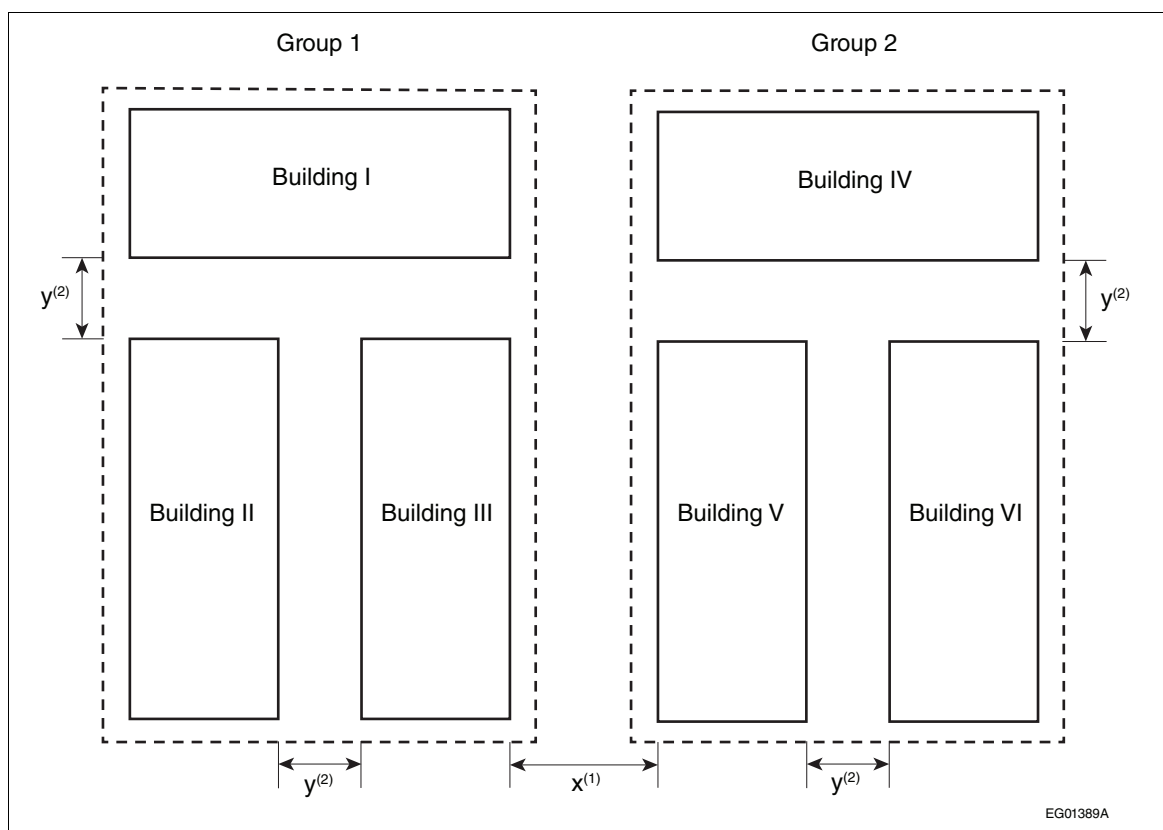 Group 1
Group 2
Building I
Building IV
y(2)
y(2)
Building II
Building III
Building V
Building VI
y(2)
x(1)
y(2)
EG01389A